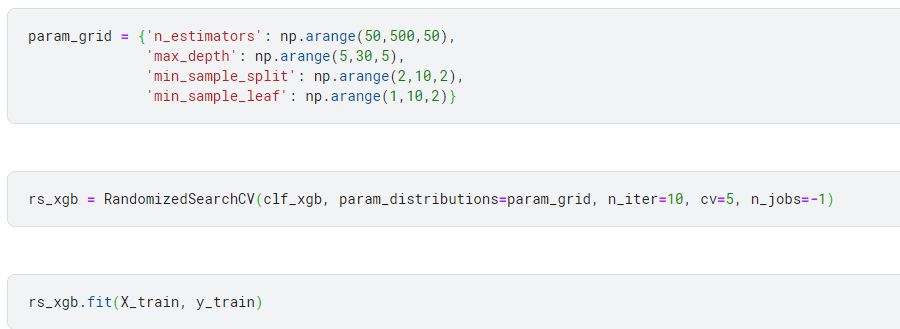 param_grid = {'n_estimators': np.arange(50,500,50),
'max_depth': np.arange(5,30,5),
'min_sample_split': np.arange(2,10,2),
'min_sample_leaf': np.arange(1,10,2)}
rs_xgb = RandomizedSearchCV(clf_xgb, param_distributions=param_grid, n_iter=10, cv=5, n_jobs=-1)
rs_xgb.fit(X_train, y_train)